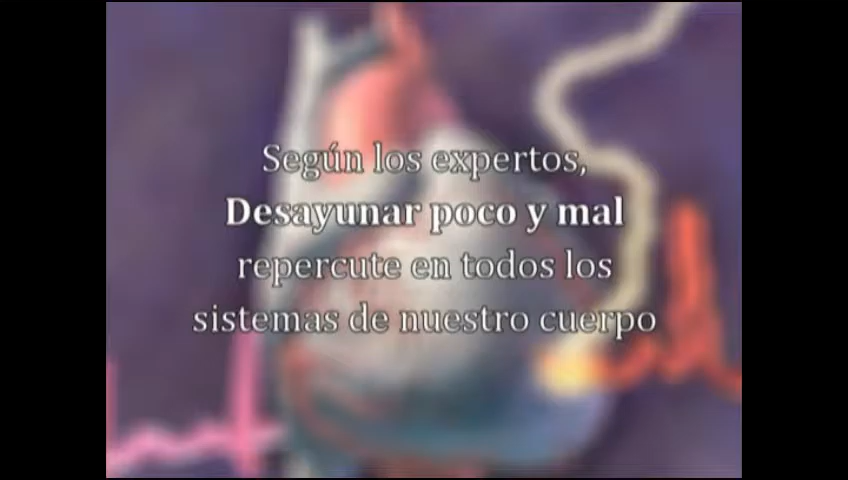 Según los expertos,
Desayunar poco y mal
repercute en todos los
sistemas de nuestro cuerpo